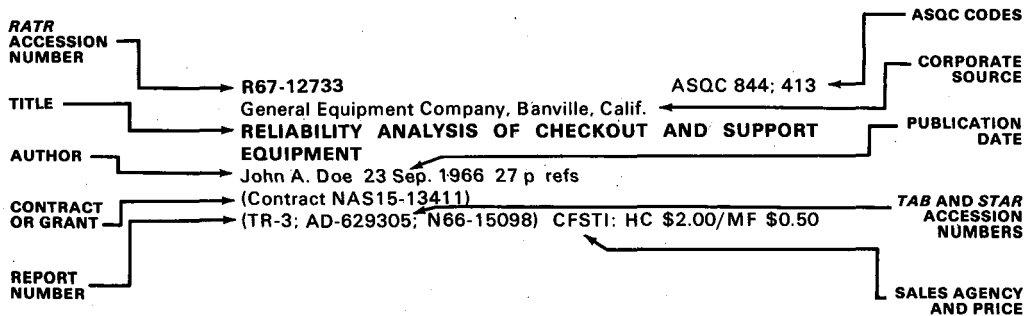 RATR
ACCESSION
NUMBER
ASQC CODES
R67-12733 ASQC 844; 413
CORPORATE
SOURCE
General Equipment Company, Banville, Calif.
TITLE
RELIABILITY ANALYSIS OF CHECKOUT AND SUPPORT
EQUIPMENT
PUBLICATION
DATE
AUTHOR
John A. Doe 23 Sep. 1966 27 p refs
CONTRACT
OR GRANT
(Contract NAS15-13411)
(TR-3; AD-629305; N66-15098) CFSTI: HC $2.00/MF $0.50
TAB AND STAR
ACCESSION
NUMBERS
REPORT
NUMBER
SALES AGENCY
AND PRICE